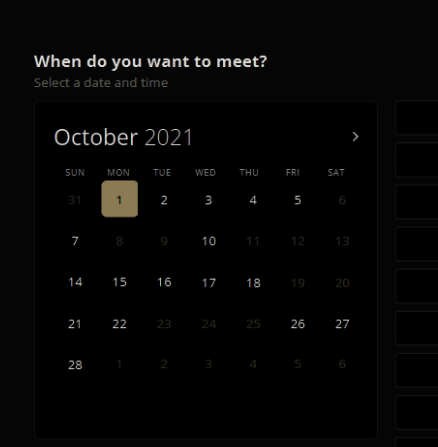 When do you want to meet?
Select a date and time
October 2021 >
SUN MON TUE WED THU FRI SAT
31 1 2 3 4 5 6
7 8 9 10 11 12 13
14 15 16 17 18 19 20
21 22 23 24 25 26 27
28 1 2 3 4 5 6